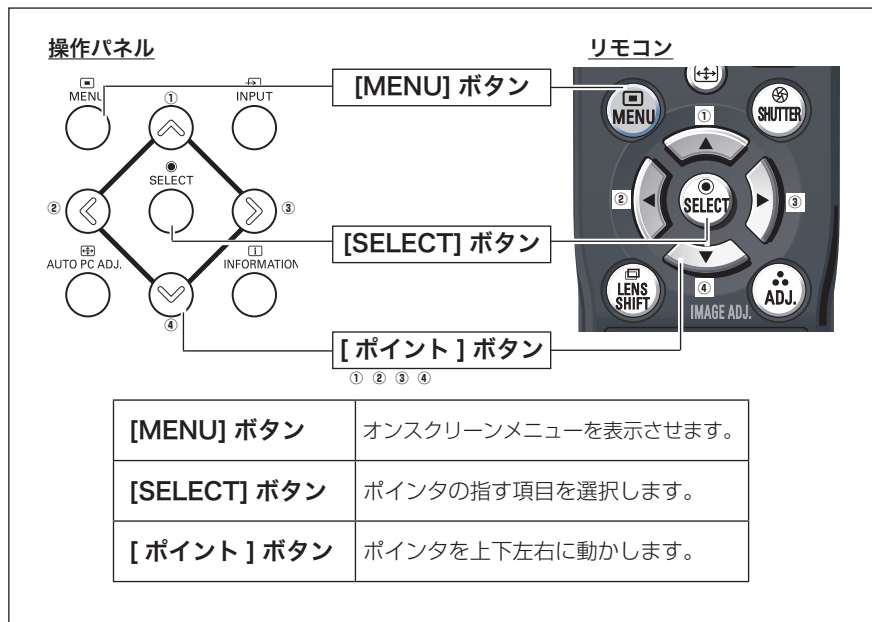 操作パネル
リモコン
MENU
①
INPUT
[MENU] ボタン
MENU
①
SHUTTER
SELECT
②
③
②
SELECT
③
[SELECT] ボタン
AUTO PC ADJ.
INFORMATION
④
LENS SHIFT
④
IMAGE ADJ.
ADJ.
[ ポイント ] ボタン
① ② ③ ④
[MENU] ボタン オンスクリーンメニューを表示させます。
[SELECT] ボタン ポインタの指す項目を選択します。
[ ポイント ] ボタン ポインタを上下左右に動かします。